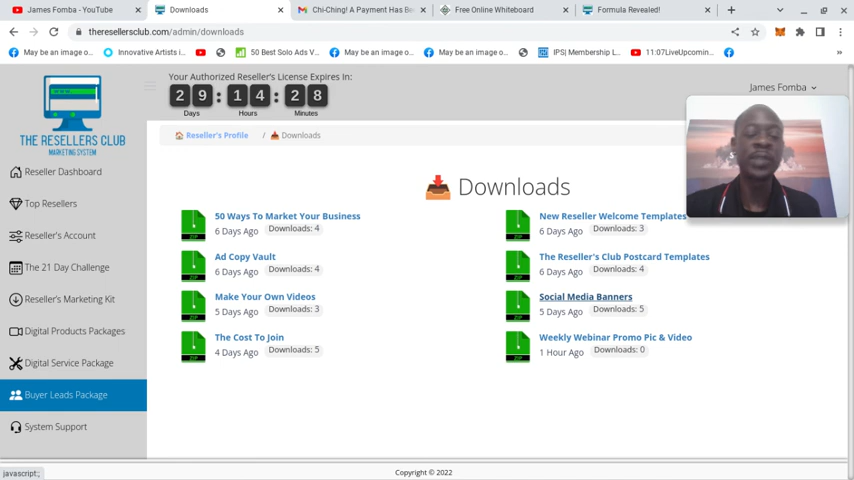 James Fomba - YouTube
Downloads
Chi-Ching! A Payment Has Be
Free Online Whiteboard
Formula Revealed!
theresellersclub.com/admin/downloads
May be an image o...
Innovative Artists i...
50 Best Solo Ads V...
May be an image o...
May be an image o...
IPS| Membership L...
11:07LiveUpcomin...
THE RESELLERS CLUB
MARKETING SYSTEM
Your Authorized Reseller's License Expires In:
29 : 14 : 28
Days Hours Minutes
James Fomba
Reseller's Profile / Downloads
Reseller Dashboard
Top Resellers
Reseller's Account
The 21 Day Challenge
Reseller's Marketing Kit
Digital Products Packages
Digital Service Package
Buyer Leads Package
System Support
Downloads
50 Ways To Market Your Business
6 Days Ago Downloads: 4
Ad Copy Vault
6 Days Ago Downloads: 4
Make Your Own Videos
5 Days Ago Downloads: 3
The Cost To Join
4 Days Ago Downloads: 5
New Reseller Welcome Templates
6 Days Ago Downloads: 3
The Reseller's Club Postcard Templates
6 Days Ago Downloads: 4
Social Media Banners
5 Days Ago Downloads: 5
Weekly Webinar Promo Pic & Video
1 Hour Ago Downloads: 0
javascript:;
Copyright © 2022